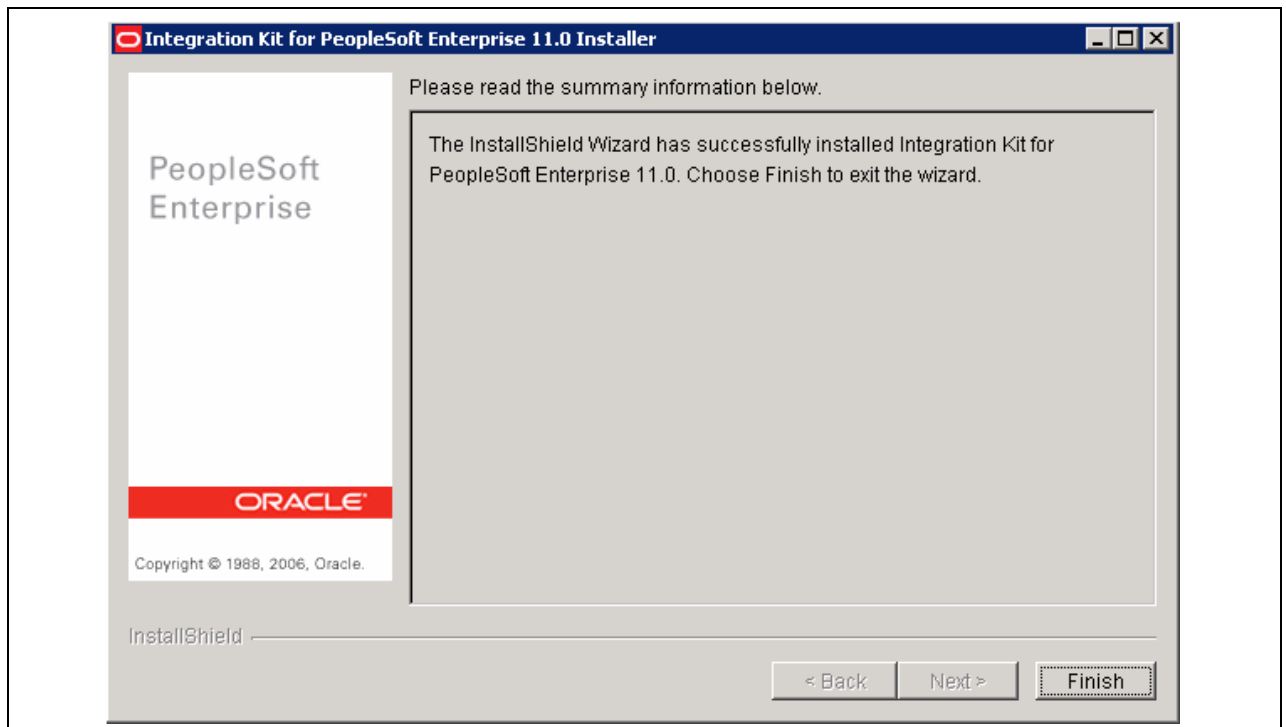 Integration Kit for PeopleSoft Enterprise 11.0 Installer
Please read the summary information below.
The InstallShield Wizard has successfully installed Integration Kit for
PeopleSoft Enterprise 11.0. Choose Finish to exit the wizard.
PeopleSoft
Enterprise
ORACLE
Copyright © 1988, 2006, Oracle.
InstallShield
< Back
Next >
Finish